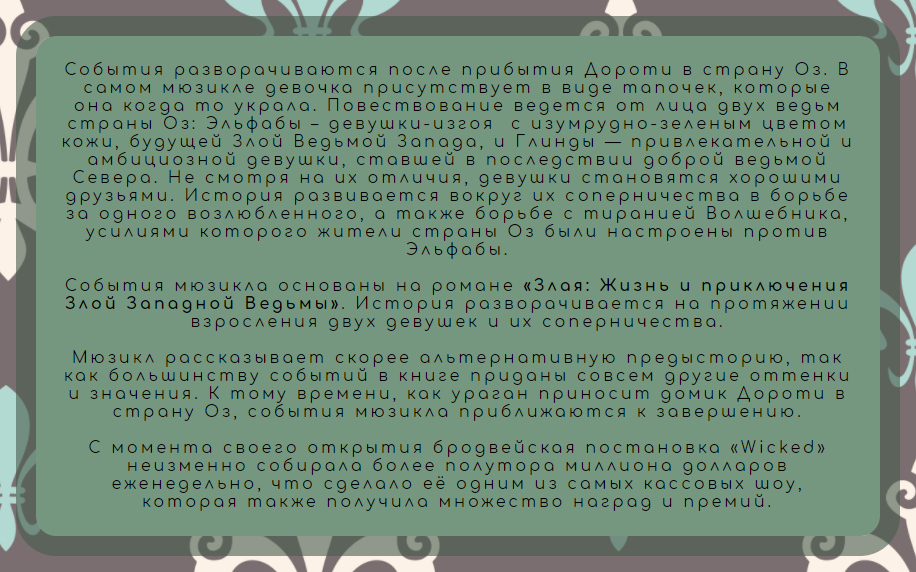 События разворачиваются после прибытия Дороти в страну Оз. В
самом мюзикле девочка присутствует в виде тапочек, которые
она когда то украла. Повествование ведется от лица двух ведьм
страны Оз: Эльфабы – девушки-изгоя с изумрудно-зеленым цветом
кожи, будущей Злой Ведьмой Запада, и Глинды — привлекательной и
амбициозной девушки, ставшей в последствии доброй ведьмой
Севера. Не смотря на их отличия, девушки становятся хорошими
друзьями. История развивается вокруг их соперничества в борьбе
за одного возлюбленного, а также борьбе с тиранией Волшебника,
усилиями которого жители страны Оз были настроены против
Эльфабы.
События мюзикла основаны на романе «Злая: Жизнь и приключения
Злой Западной Ведьмы». История разворачивается на протяжении
взросления двух девушек и их соперничества.
Мюзикл рассказывает скорее альтернативную предысторию, так
как большинству событий в книге приданы совсем другие оттенки
и значения. К тому времени, как ураган приносит домик Дороти в
страну Оз, события мюзикла приближаются к завершению.
С момента своего открытия бродвейская постановка «Wicked»
неизменно собирала более полутора миллиона долларов
еженедельно, что сделало её одним из самых кассовых шоу,
которая также получила множество наград и премий.